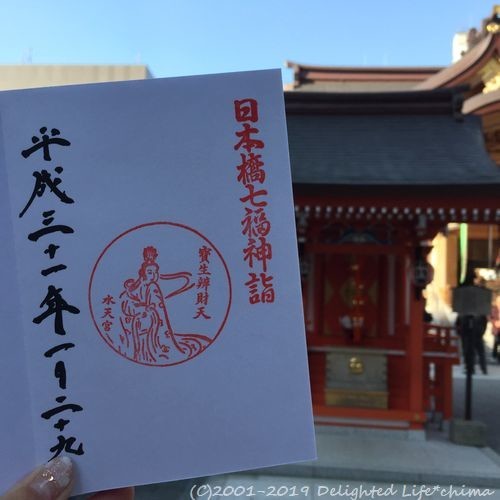 日本橋七福神詣
寳生辨財天
水天宮
平成三十一年一月二十九
(C)2001-2019 Delighted Life*chima